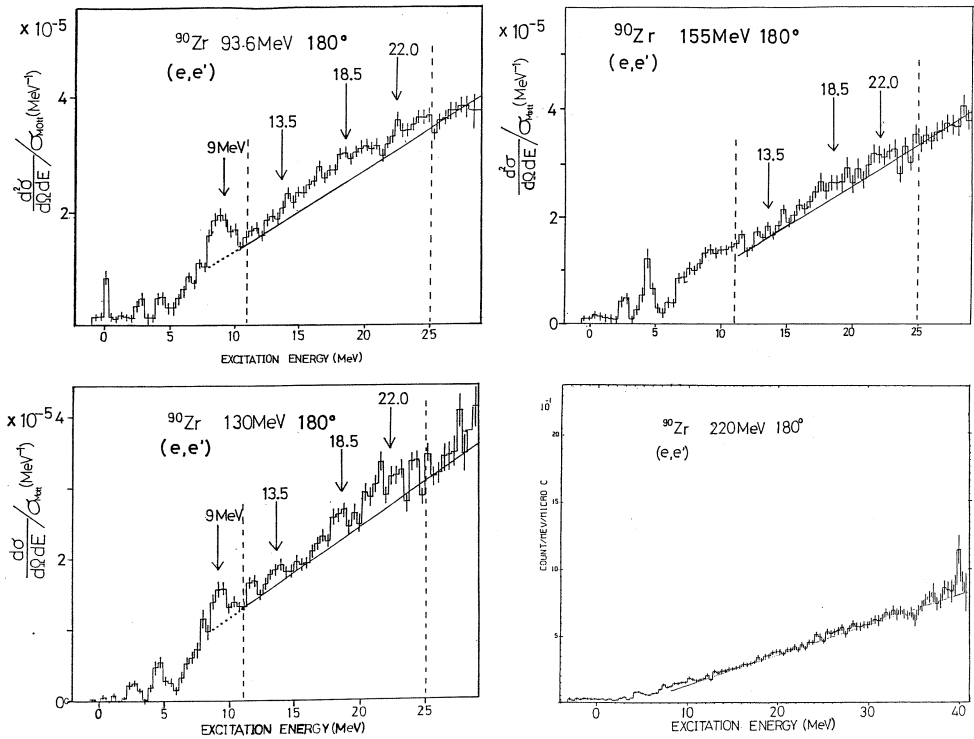 x 10⁻⁵
⁹⁰Zr 93.6MeV 180°
(e,e')
22.0
18.5
13.5
9MeV
4
2
d²σ/dΩdE /σMott (MeV⁻¹)
0 5 10 15 20 25
EXCITATION ENERGY (MeV)
x 10⁻⁵
⁹⁰Zr 155MeV 180°
(e,e')
22.0
18.5
13.5
4
2
0
d²σ/dΩdE /σMott (MeV⁻¹)
0 5 10 15 20 25
EXCITATION ENERGY (MeV)
x 10⁻⁵
⁹⁰Zr 130MeV 180°
(e,e')
22.0
18.5
13.5
9MeV
4
2
0
dσ/dΩdE /σMott (MeV⁻¹)
0 5 10 15 20 25
EXCITATION ENERGY (MeV)
10⁻¹
⁹⁰Zr 220MeV 180°
(e,e')
20
15
10
5
COUNT/MEV/MICRO C
0 10 20 30 40
EXCITATION ENERGY (MeV)